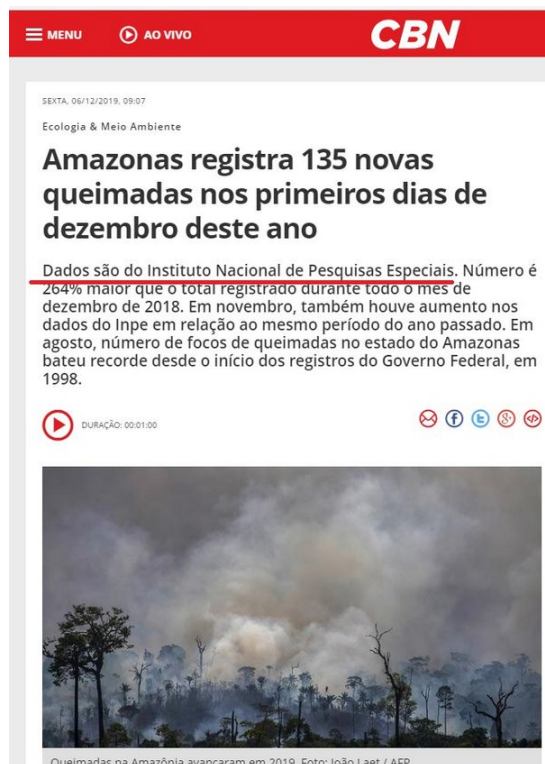 MENU AO VIVO CBN
SEXTA, 06/12/2019, 09:07
Ecologia & Meio Ambiente
Amazonas registra 135 novas
queimadas nos primeiros dias de
dezembro deste ano
Dados são do Instituto Nacional de Pesquisas Especiais. Número é
264% maior que o total registrado durante todo o mês de
dezembro de 2018. Em novembro, também houve aumento nos
dados do Inpe em relação ao mesmo período do ano passado. Em
agosto, número de focos de queimadas no estado do Amazonas
bateu recorde desde o início dos registros do Governo Federal, em
1998.
DURAÇÃO: 00:01:00
Queimadas na Amazônia avançaram em 2019. Foto: João Laet / AFP